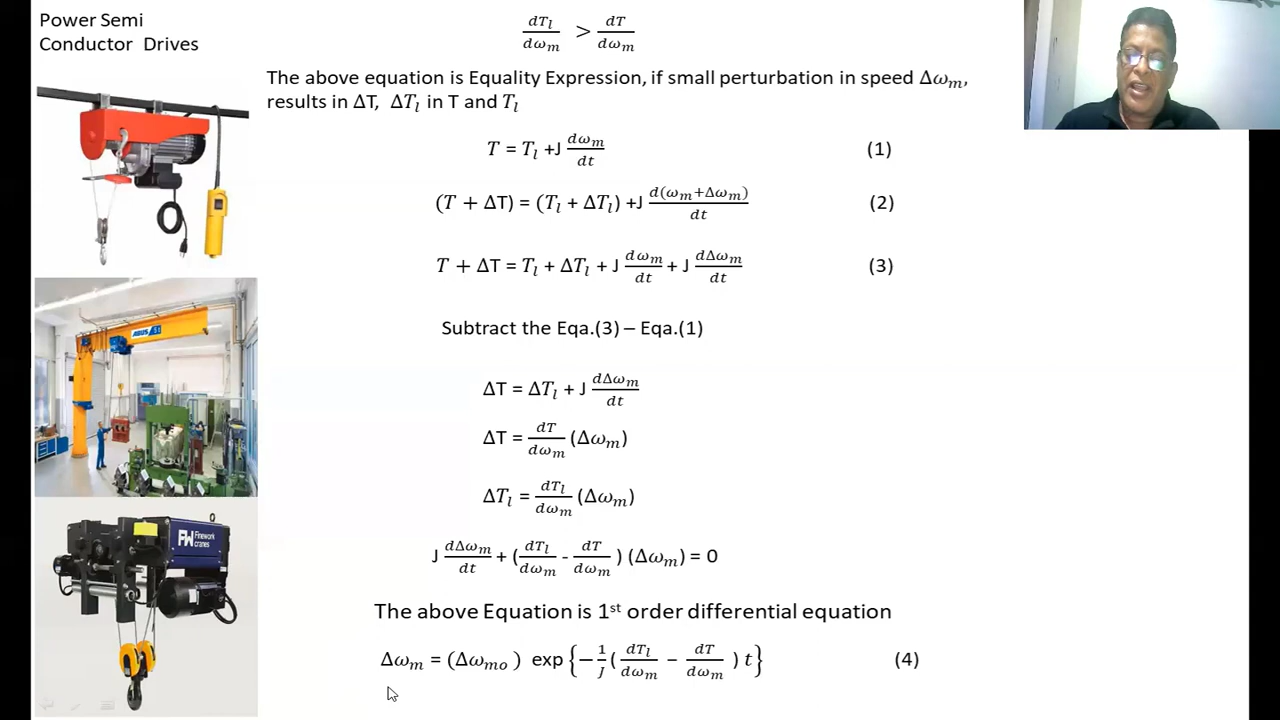 Power Semi
Conductor Drives
dT_l/dω_m > dT/dω_m
The above equation is Equality Expression, if small perturbation in speed Δω_m,
results in ΔT, ΔT_l in T and T_l
T = T_l +J dω_m/dt (1)
(T + ΔT) = (T_l + ΔT_l) +J d(ω_m+Δω_m)/dt (2)
T + ΔT = T_l + ΔT_l + J dω_m/dt + J dΔω_m/dt (3)
Subtract the Eqa.(3) – Eqa.(1)
ΔT = ΔT_l + J dΔω_m/dt
ΔT = dT/dω_m (Δω_m)
ΔT_l = dT_l/dω_m (Δω_m)
J dΔω_m/dt + (dT_l/dω_m - dT/dω_m ) (Δω_m) = 0
The above Equation is 1st order differential equation
Δω_m = (Δω_mo ) exp {−1/J (dT_l/dω_m − dT/dω_m ) t} (4)
ABUS
FW Finework
cranes